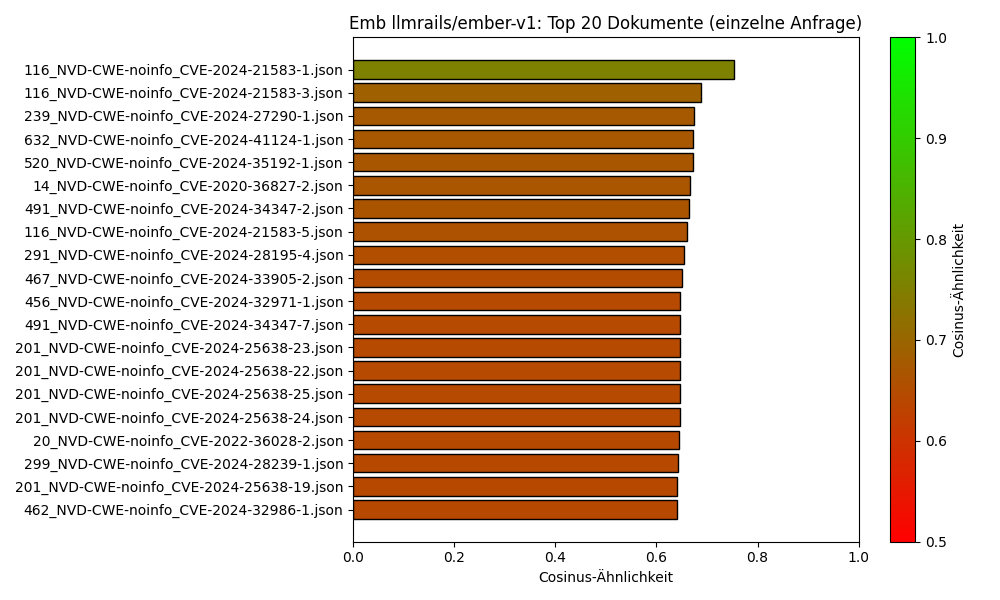 Emb llmrails/ember-v1: Top 20 Dokumente (einzelne Anfrage)
116_NVD-CWE-noinfo_CVE-2024-21583-1.json
116_NVD-CWE-noinfo_CVE-2024-21583-3.json
239_NVD-CWE-noinfo_CVE-2024-27290-1.json
632_NVD-CWE-noinfo_CVE-2024-41124-1.json
520_NVD-CWE-noinfo_CVE-2024-35192-1.json
14_NVD-CWE-noinfo_CVE-2020-36827-2.json
491_NVD-CWE-noinfo_CVE-2024-34347-2.json
116_NVD-CWE-noinfo_CVE-2024-21583-5.json
291_NVD-CWE-noinfo_CVE-2024-28195-4.json
467_NVD-CWE-noinfo_CVE-2024-33905-2.json
456_NVD-CWE-noinfo_CVE-2024-32971-1.json
491_NVD-CWE-noinfo_CVE-2024-34347-7.json
201_NVD-CWE-noinfo_CVE-2024-25638-23.json
201_NVD-CWE-noinfo_CVE-2024-25638-22.json
201_NVD-CWE-noinfo_CVE-2024-25638-25.json
201_NVD-CWE-noinfo_CVE-2024-25638-24.json
20_NVD-CWE-noinfo_CVE-2022-36028-2.json
299_NVD-CWE-noinfo_CVE-2024-28239-1.json
201_NVD-CWE-noinfo_CVE-2024-25638-19.json
462_NVD-CWE-noinfo_CVE-2024-32986-1.json
0.0 0.2 0.4 0.6 0.8 1.0
Cosinus-Ähnlichkeit
1.0
0.9
0.8
0.7
0.6
0.5
Cosinus-Ähnlichkeit